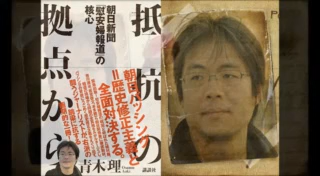 抵抗の
拠点から
朝日新聞
「慰安婦報道」の
核心
朝日バッシング
=歴史修正主義と
全面対決する。
青木理
講談社